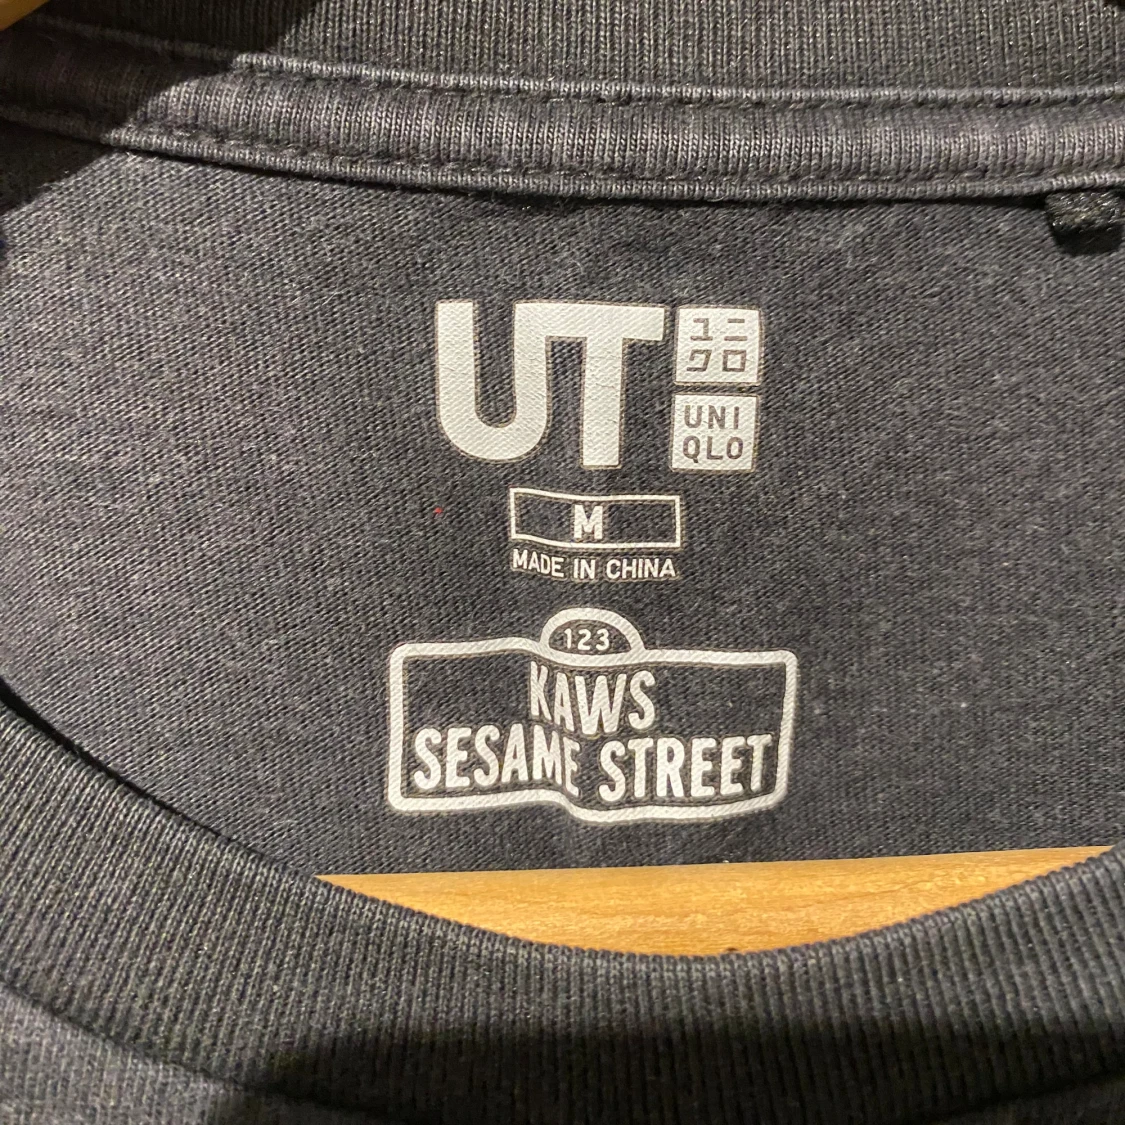 UT
ユニ
クロ
UNI
QLO
M
MADE IN CHINA
123
KAWS
SESAME STREET